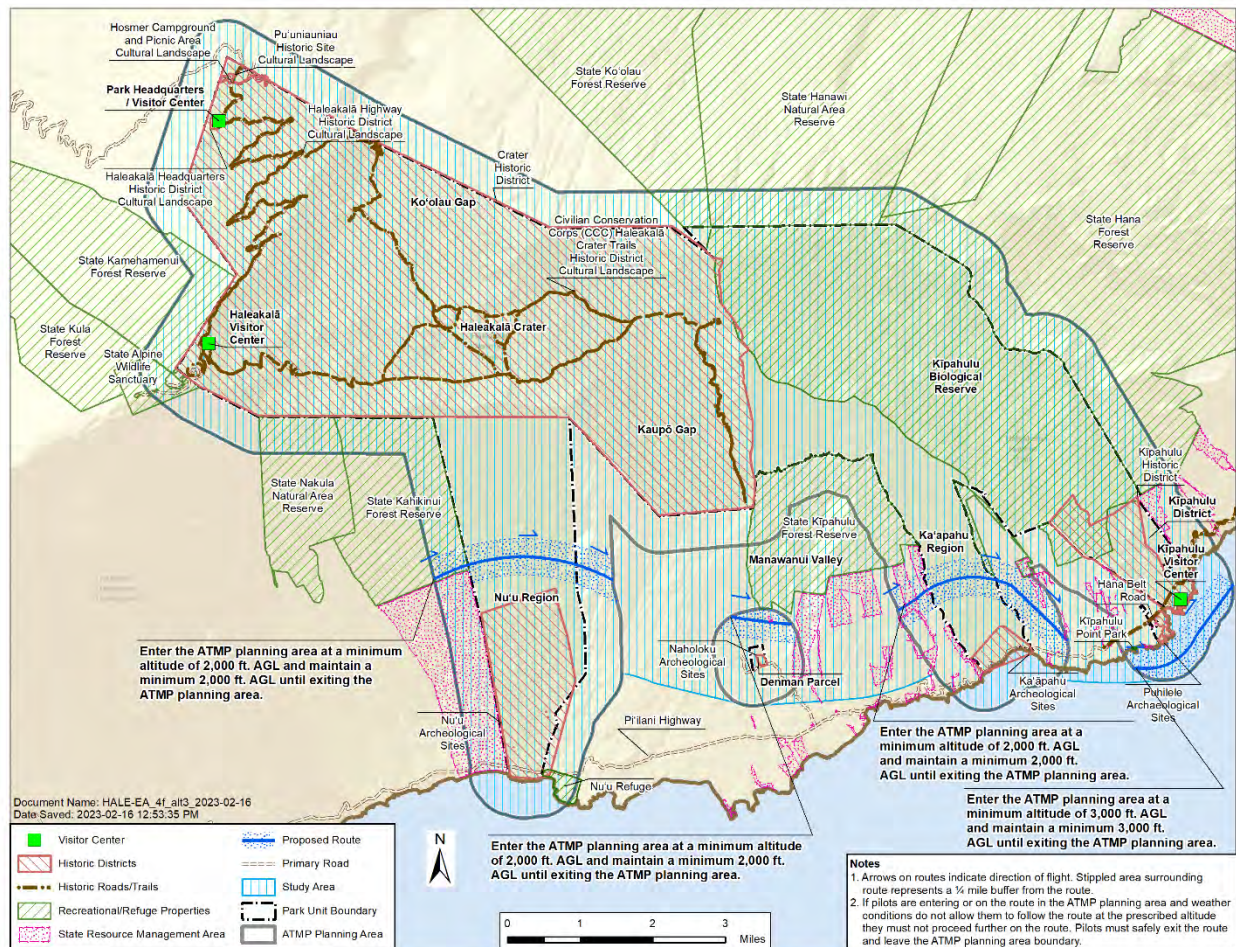 Hosmer Campground
and Picnic Area
Cultural Landscape
Pu‘uniauniau
Historic Site
Cultural Landscape
Park Headquarters
/ Visitor Center
Haleakalā Highway
Historic District
Cultural Landscape
Haleakalā Headquarters
Historic District
Cultural Landscape
Crater
Historic
District
State Ko‘olau
Forest Reserve
State Hanawi
Natural Area
Reserve
State Hana
Forest
Reserve
Ko‘olau Gap
Civilian Conservation
Corps (CCC) Haleakalā
Crater Trails
Historic District
Cultural Landscape
State Kamehamenui
Forest Reserve
State Kula
Forest
Reserve
State Alpine
Wildlife
Sanctuary
Haleakalā
Visitor
Center
Haleakalā Crater
Kīpahulu
Biological
Reserve
Kaupō Gap
State Nakula
Natural Area
Reserve
State Kahikinui
Forest Reserve
State Kīpahulu
Forest Reserve
Manawanui Valley
Ka‘apahu
Region
Kīpahulu
Historic
District
Kīpahulu
District
Kīpahulu
Visitor
Center
Hāna Belt
Road
Kīpahulu
Point Park
Nu‘u Region
Naholoku
Archeological
Sites
Denman Parcel
Ka‘āpahu
Archeological
Sites
Puhilele
Archaeological
Sites
Nu‘u
Archeological
Sites
Pi‘ilani Highway
Nu‘u Refuge
Enter the ATMP planning area at a minimum
altitude of 2,000 ft. AGL and maintain a
minimum 2,000 ft. AGL until exiting the
ATMP planning area.
Enter the ATMP planning area at a
minimum altitude of 2,000 ft. AGL
and maintain a minimum 2,000 ft.
AGL until exiting the ATMP planning area.
Enter the ATMP planning area at a
minimum altitude of 3,000 ft. AGL
and maintain a minimum 3,000 ft.
AGL until exiting the ATMP planning area.
Enter the ATMP planning area at a minimum altitude
of 2,000 ft. AGL and maintain a minimum 2,000 ft.
AGL until exiting the ATMP planning area.
Document Name: HALE-EA_4f_alt3_2023-02-16
Date Saved: 2023-02-16 12:53:35 PM
Visitor Center
Historic Districts
Historic Roads/Trails
Recreational/Refuge Properties
State Resource Management Area
Proposed Route
Primary Road
Study Area
Park Unit Boundary
ATMP Planning Area
N
0 1 2 3
Miles
Notes
1. Arrows on routes indicate direction of flight. Stippled area surrounding
route represents a ¼ mile buffer from the route.
2. If pilots are entering or on the route in the ATMP planning area and weather
conditions do not allow them to follow the route at the prescribed altitude
they must not proceed further on the route. Pilots must safely exit the route
and leave the ATMP planning area boundary.